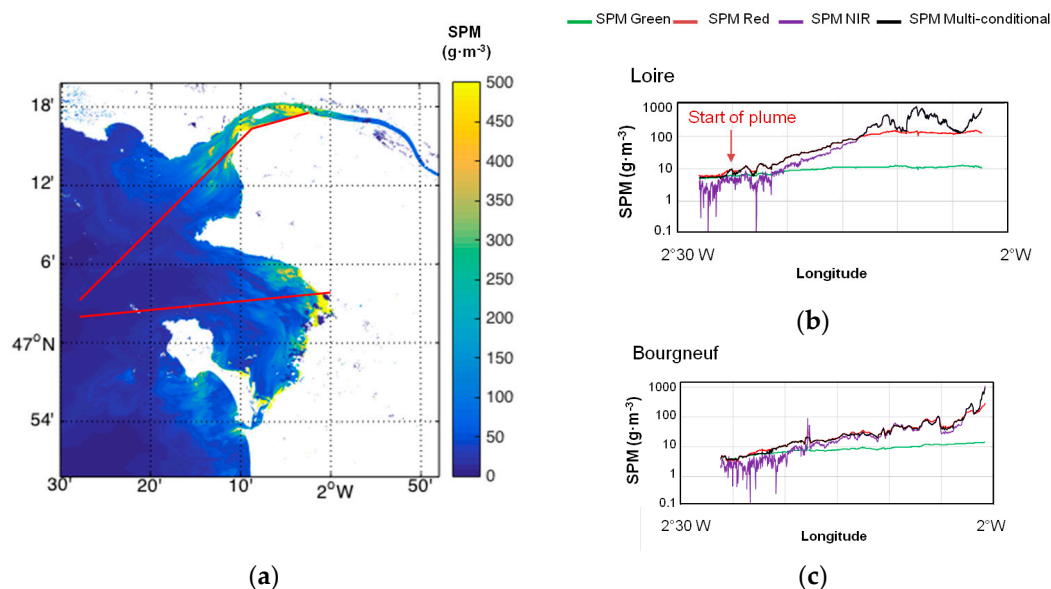 SPM Green SPM Red SPM NIR SPM Multi-conditional
SPM
(g·m-³)
18'
12'
6'
47°N
54'
30' 20' 10' 2°W 50'
500
450
400
350
300
250
200
150
100
50
0
(a)
Loire
Start of plume
SPM (g·m-³)
1000
100
10
1
0.1
2°30 W 2°W
Longitude
(b)
Bourgneuf
SPM (g·m-³)
1000
100
10
1
0.1
2°30 W 2°W
Longitude
(c)